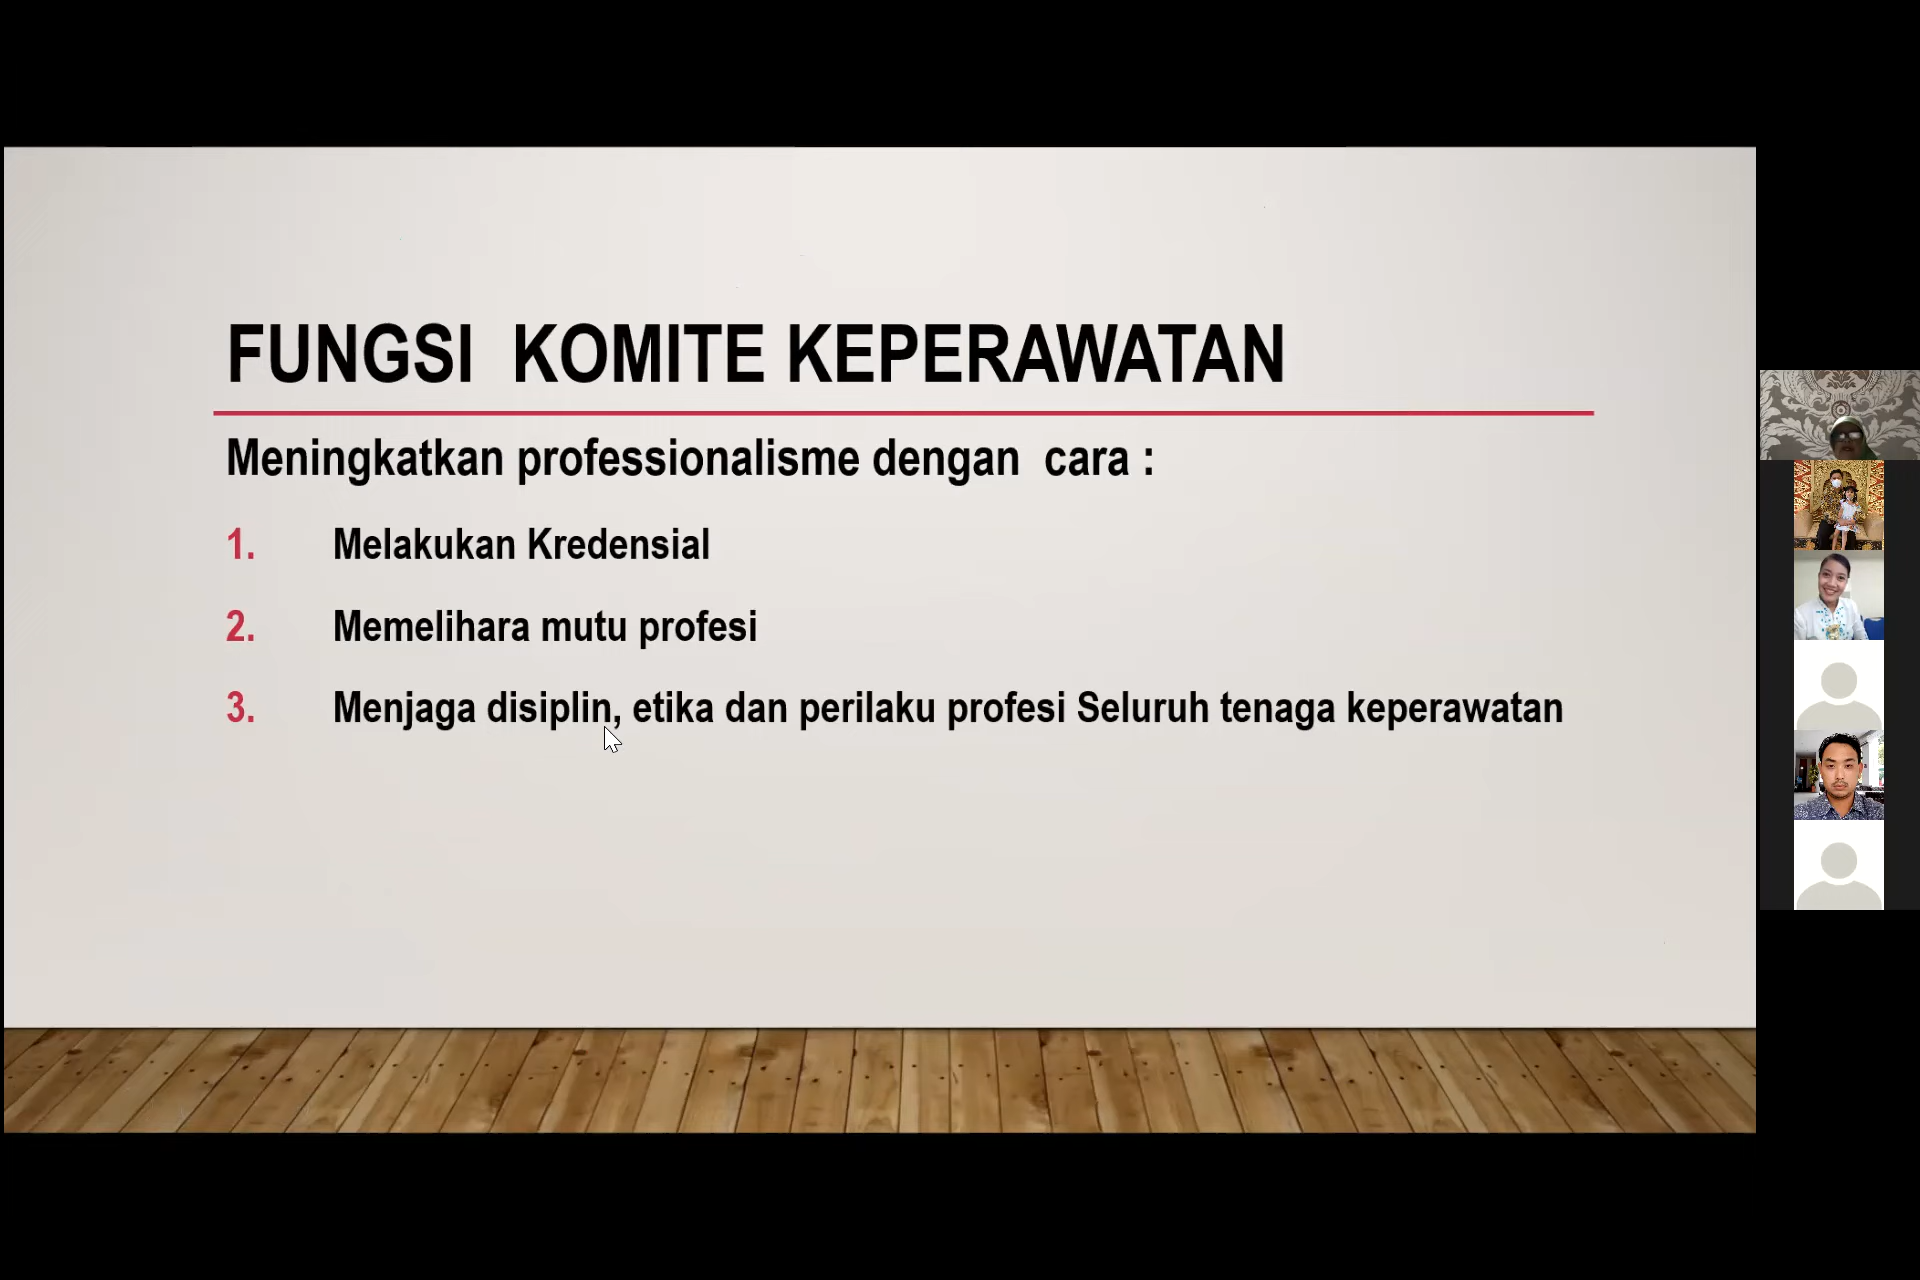 FUNGSI KOMITE KEPERAWATAN
Meningkatkan professionalisme dengan cara :
1. Melakukan Kredensial
2. Memelihara mutu profesi
3. Menjaga disiplin, etika dan perilaku profesi Seluruh tenaga keperawatan